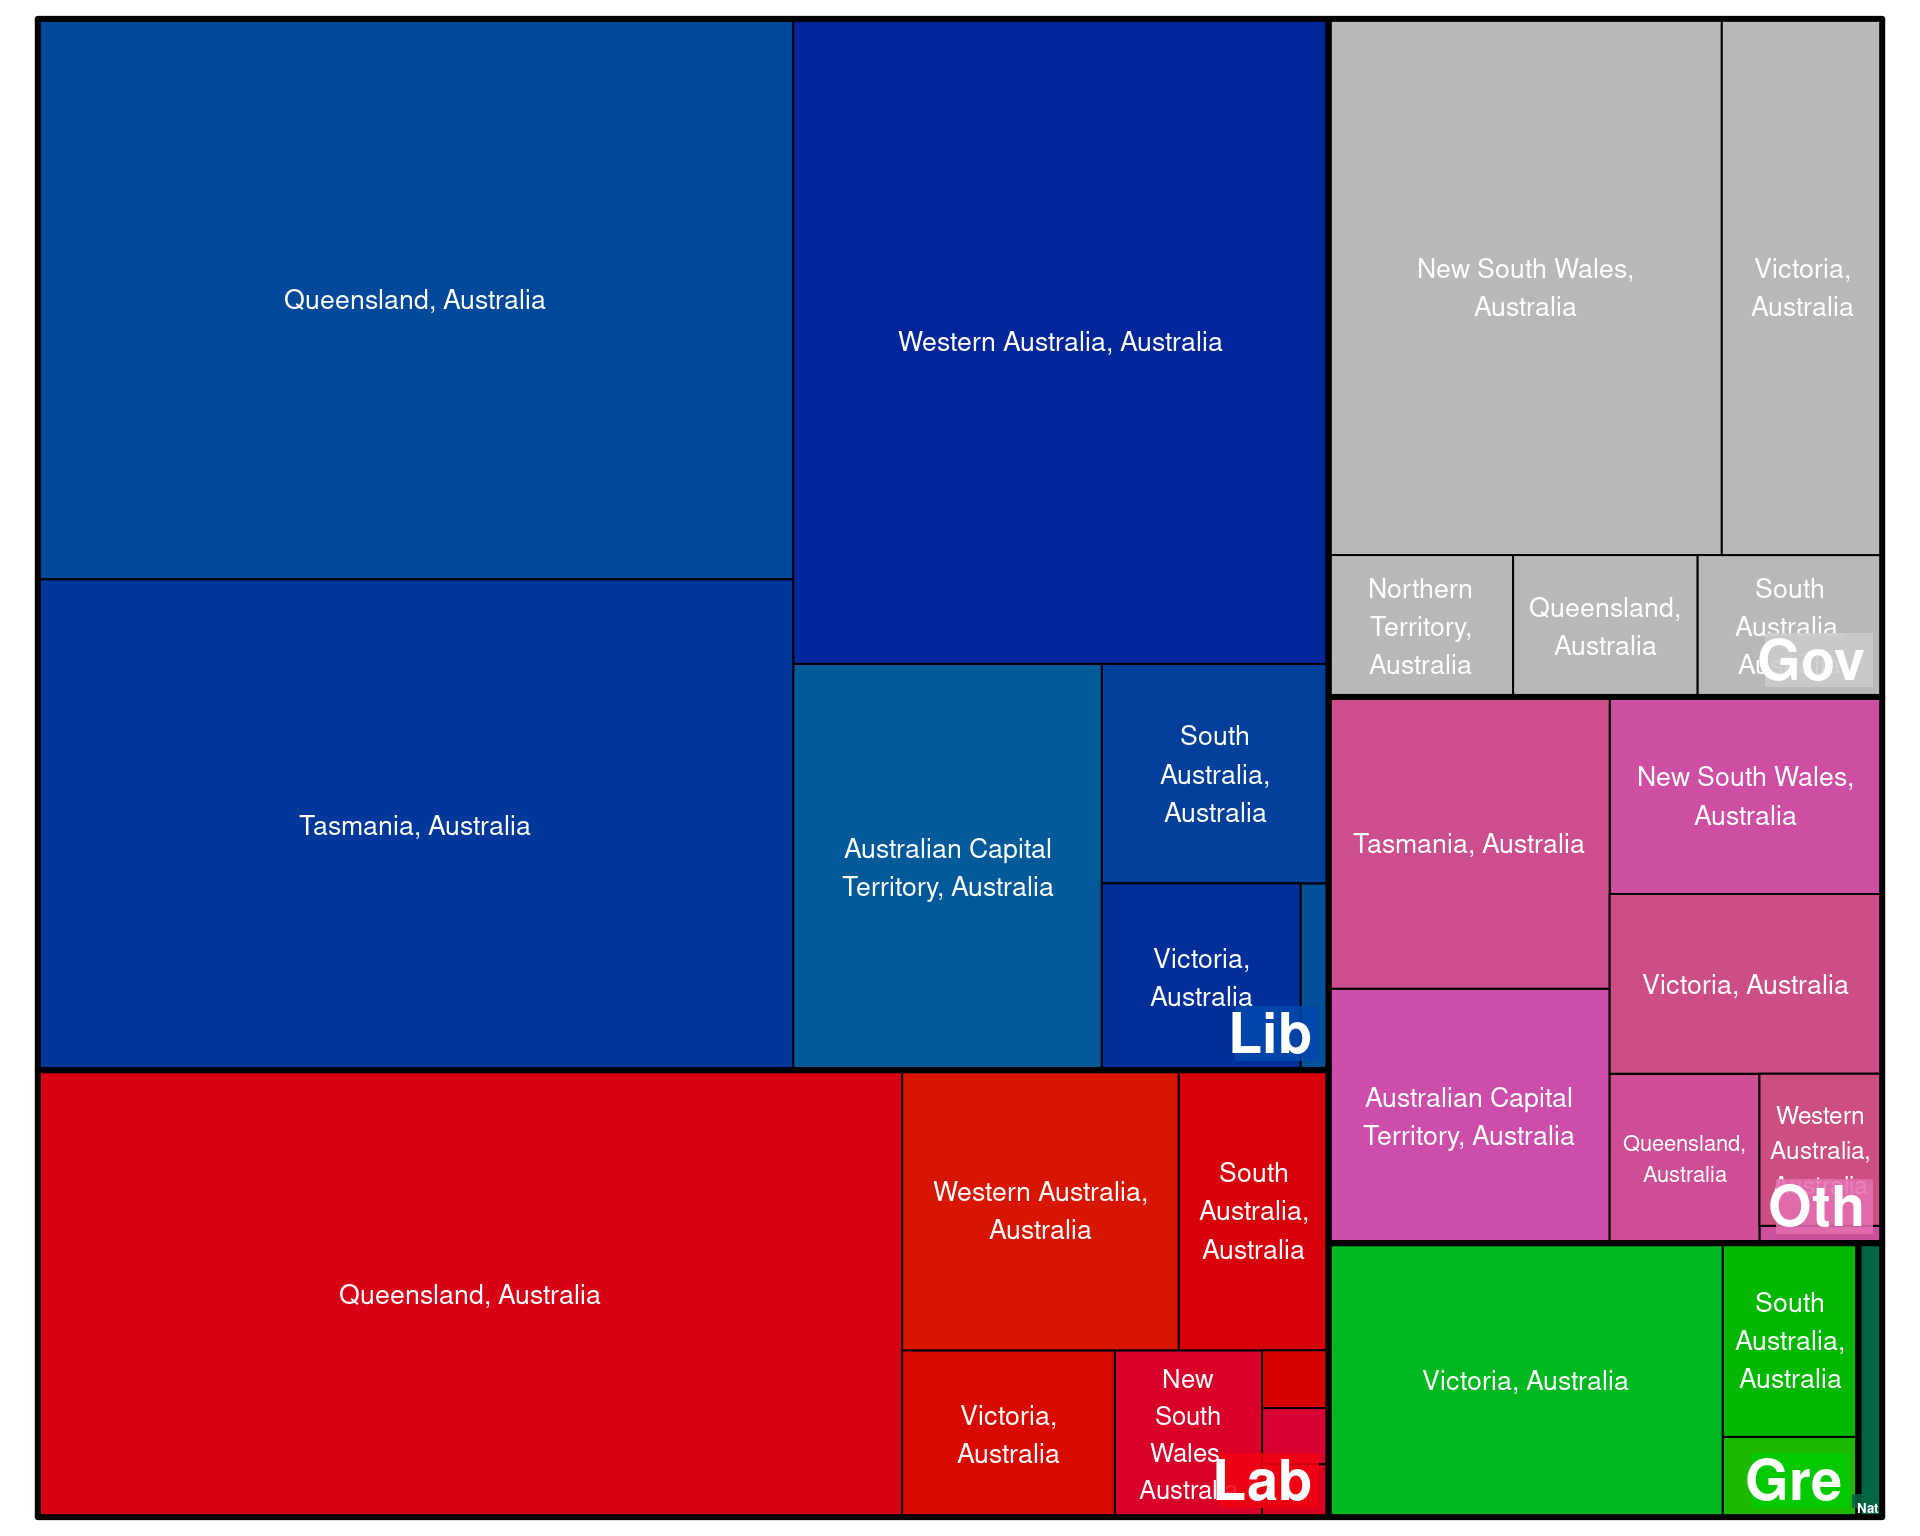 Queensland, Australia
Western Australia, Australia
Tasmania, Australia
Australian Capital
Territory, Australia
South
Australia,
Australia
Victoria,
Australia
Lib
New South Wales,
Australia
Victoria,
Australia
Northern
Territory,
Australia
Queensland,
Australia
South
Australia,
Gov
Tasmania, Australia
New South Wales,
Australia
Victoria, Australia
Australian Capital
Territory, Australia
Queensland,
Australia
Western
Australia,
Australia
Oth
Queensland, Australia
Western Australia,
Australia
South
Australia,
Australia
Victoria,
Australia
New
South
Wales,
Australia
Lab
Victoria, Australia
South
Australia,
Australia
Gre
Nat